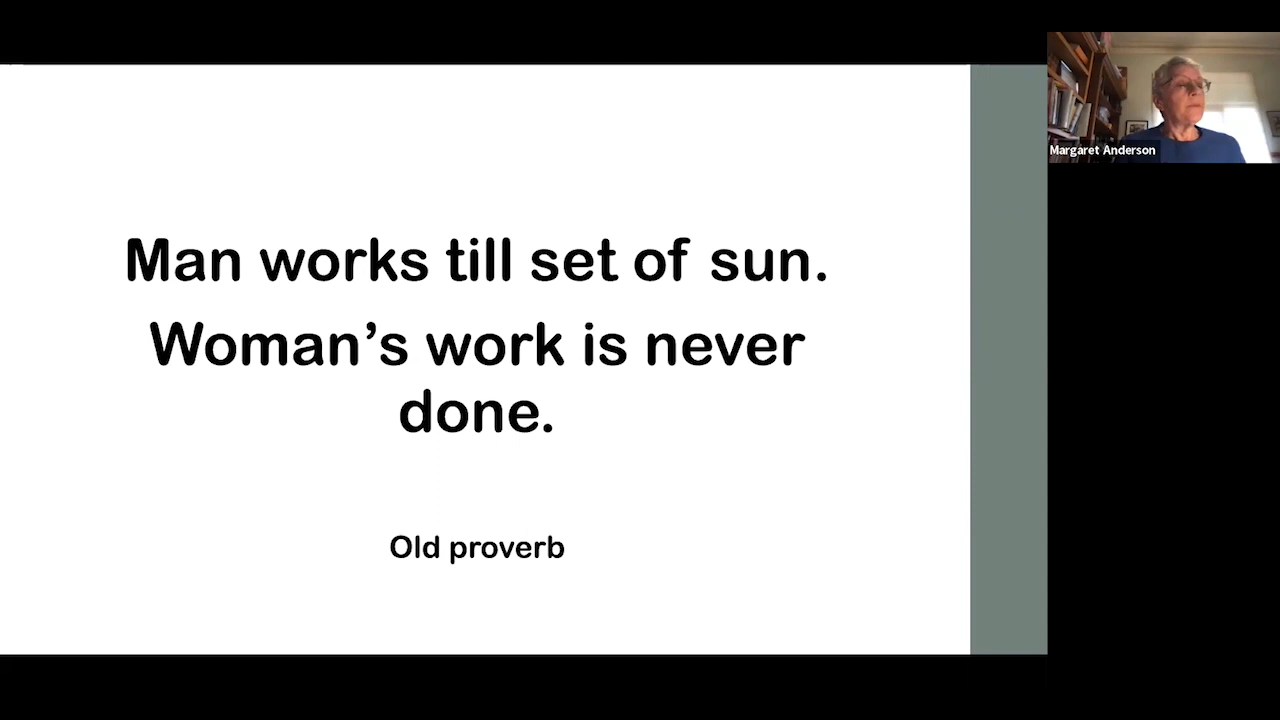 Man works till set of sun.
Woman’s work is never
done.
Old proverb
Margaret Anderson